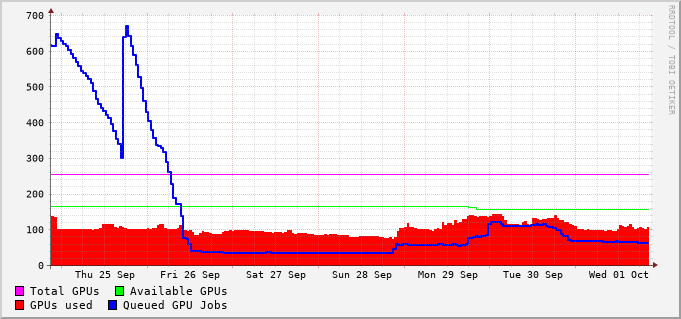 700
600
500
400
300
200
100
0
Thu 25 Sep Fri 26 Sep Sat 27 Sep Sun 28 Sep Mon 29 Sep Tue 30 Sep Wed 01 Oct
Total GPUs Available GPUs
GPUs used Queued GPU Jobs
RRDTOOL / TOBI OETIKER